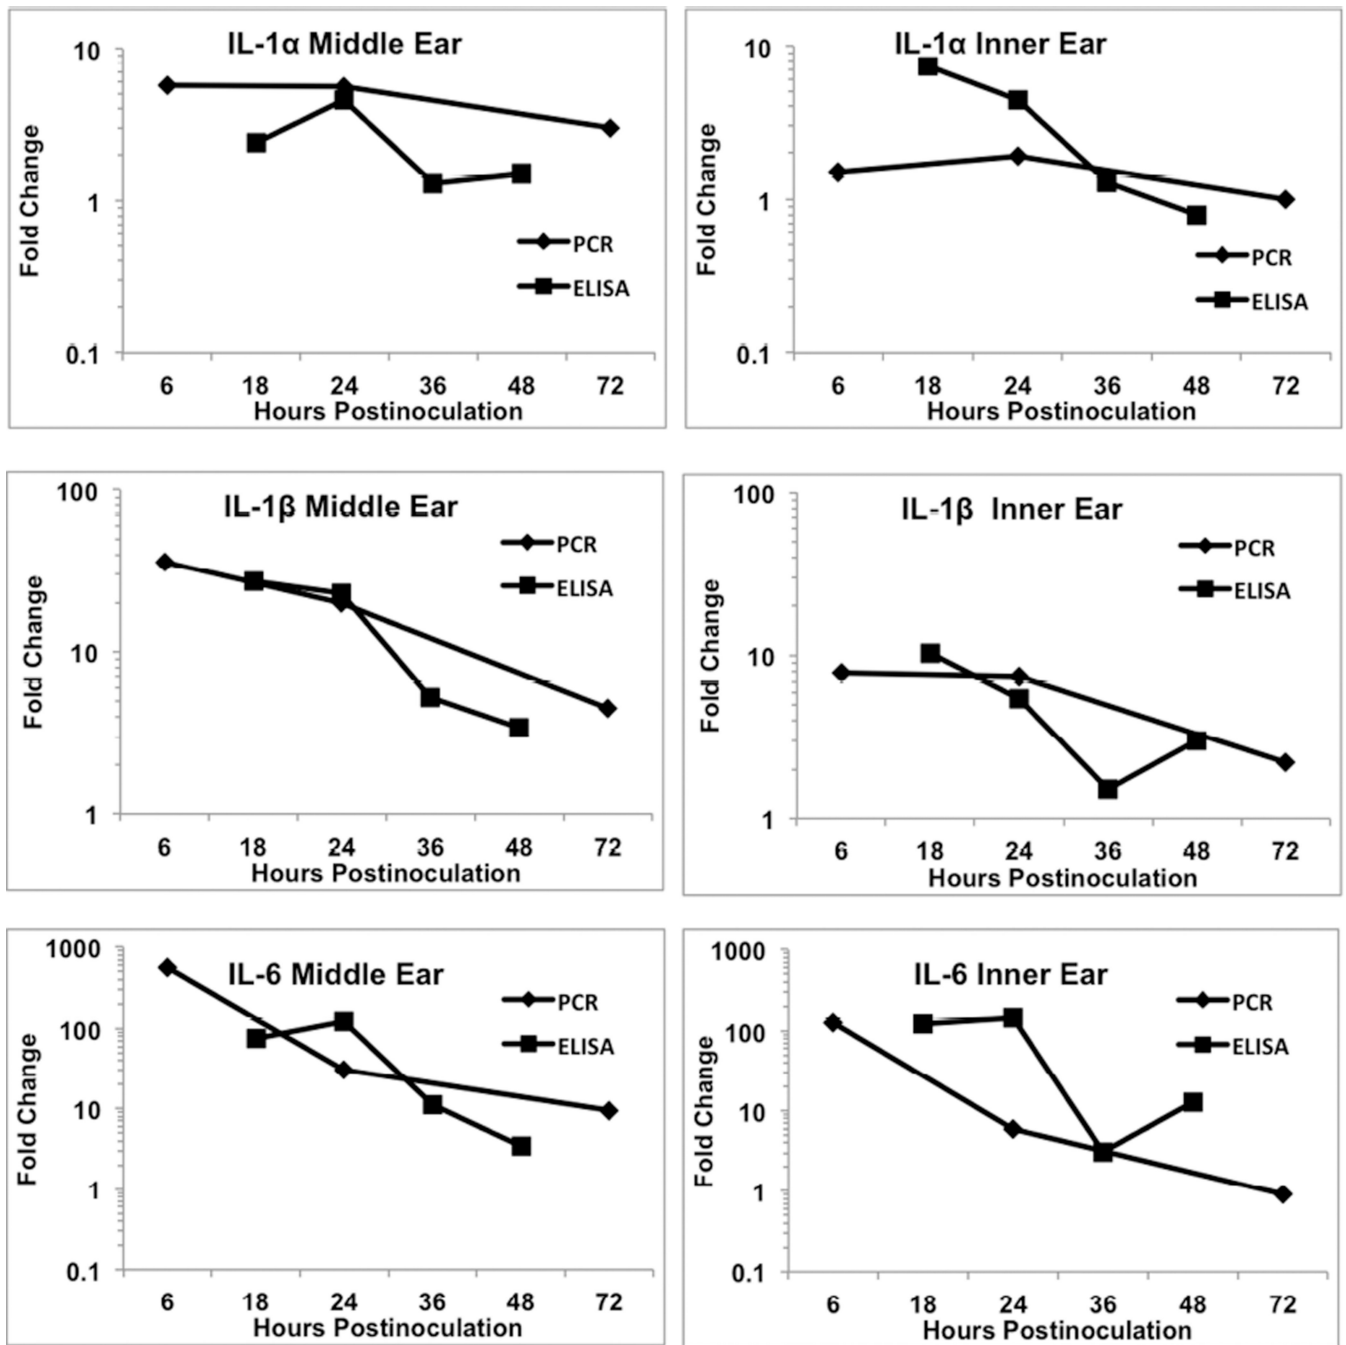 IL-1α Middle Ear
10
1
0.1
Fold Change
PCR
ELISA
6 18 24 36 48 72
Hours Postinoculation
IL-1α Inner Ear
10
1
0.1
Fold Change
PCR
ELISA
6 18 24 36 48 72
Hours Postinoculation
IL-1β Middle Ear
100
10
1
Fold Change
PCR
ELISA
6 18 24 36 48 72
Hours Postinoculation
IL-1β Inner Ear
100
10
1
Fold Change
PCR
ELISA
6 18 24 36 48 72
Hours Postinoculation
IL-6 Middle Ear
1000
100
10
1
0.1
Fold Change
PCR
ELISA
6 18 24 36 48 72
Hours Postinoculation
IL-6 Inner Ear
1000
100
10
1
0.1
Fold Change
PCR
ELISA
6 18 24 36 48 72
Hours Postinoculation